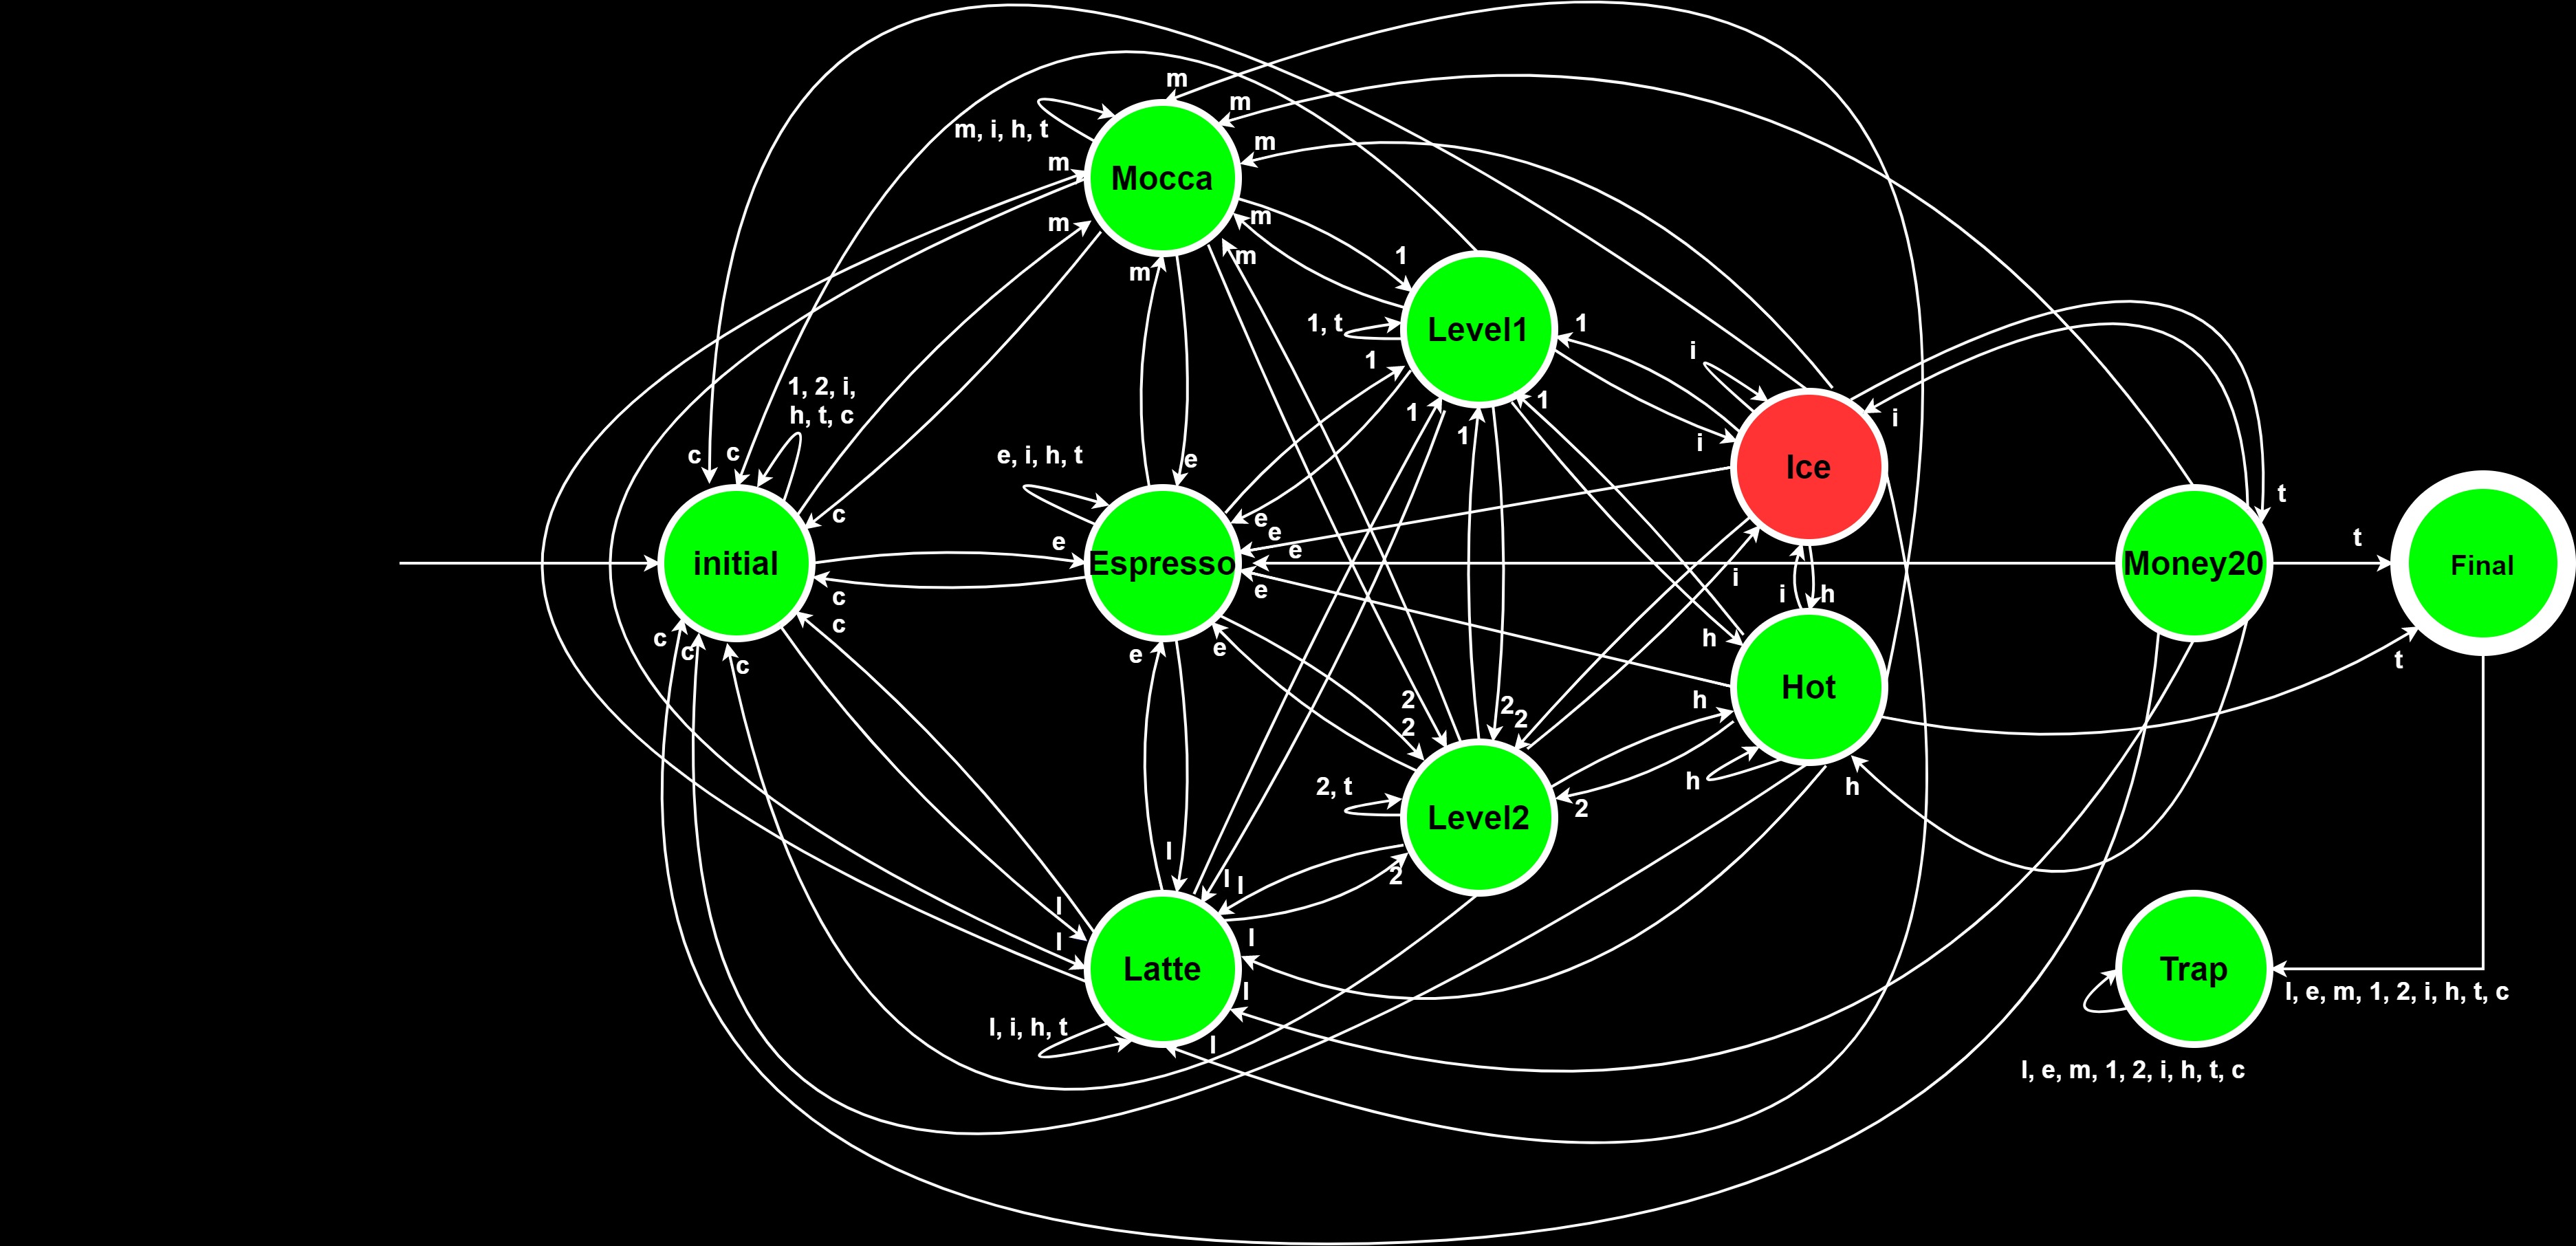 m
m
m, i, h, t
m
m
Mocca
m
m
m
m
m
1
1, t
Level1
1
1
i
i
Ice
i
1, 2, i,
h, t, c
c
c
1
1
1
i
t
e, i, h, t
e
c
e
e
e
e
t
initial
Espresso
Money20
Final
i
i
h
e
c
c
c
c
c
e
e
h
t
Hot
h
2
2
2
2
h
h
2, t
Level2
2
l
2
l
l
l
l
l
Latte
l
l, i, h, t
l
Trap
l, e, m, 1, 2, i, h, t, c
l, e, m, 1, 2, i, h, t, c